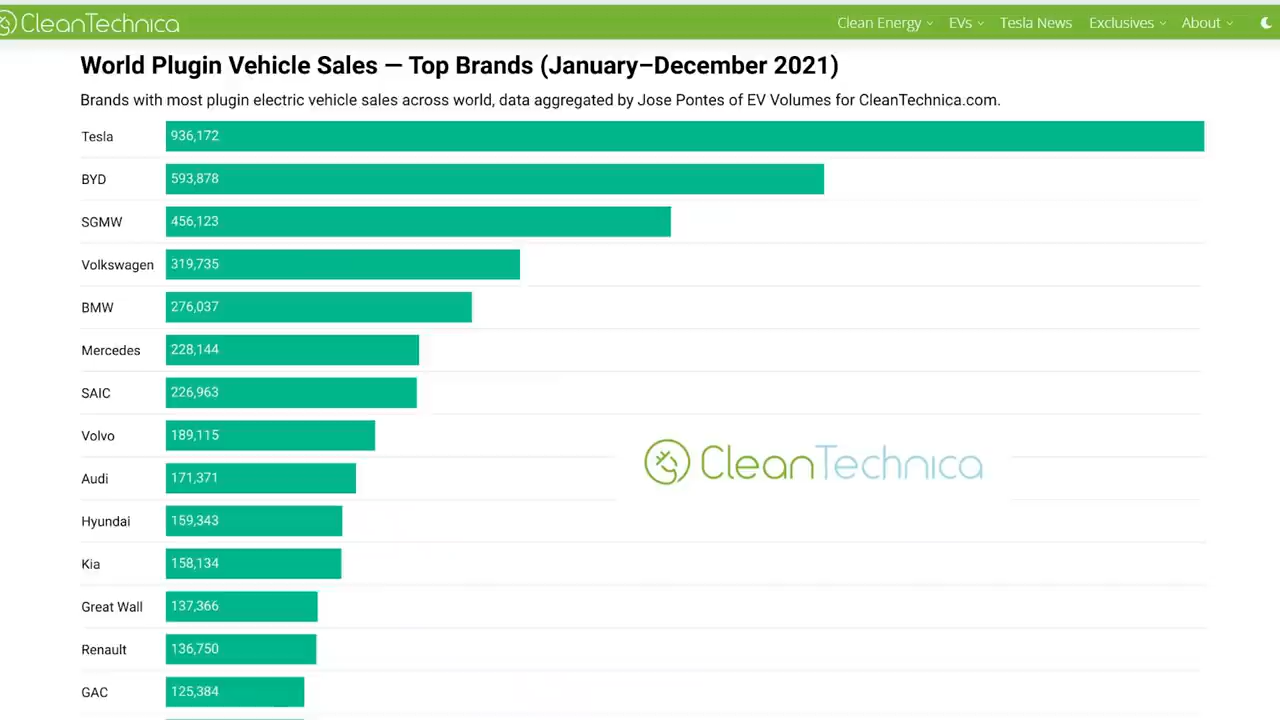 CleanTechnica
Clean Energy EVs Tesla News Exclusives About
World Plugin Vehicle Sales — Top Brands (January–December 2021)
Brands with most plugin electric vehicle sales across world, data aggregated by Jose Pontes of EV Volumes for CleanTechnica.com.
Tesla 936,172
BYD 593,878
SGMW 456,123
Volkswagen 319,735
BMW 276,037
Mercedes 228,144
SAIC 226,963
Volvo 189,115
CleanTechnica
Audi 171,371
Hyundai 159,343
Kia 158,134
Great Wall 137,366
Renault 136,750
GAC 125,384